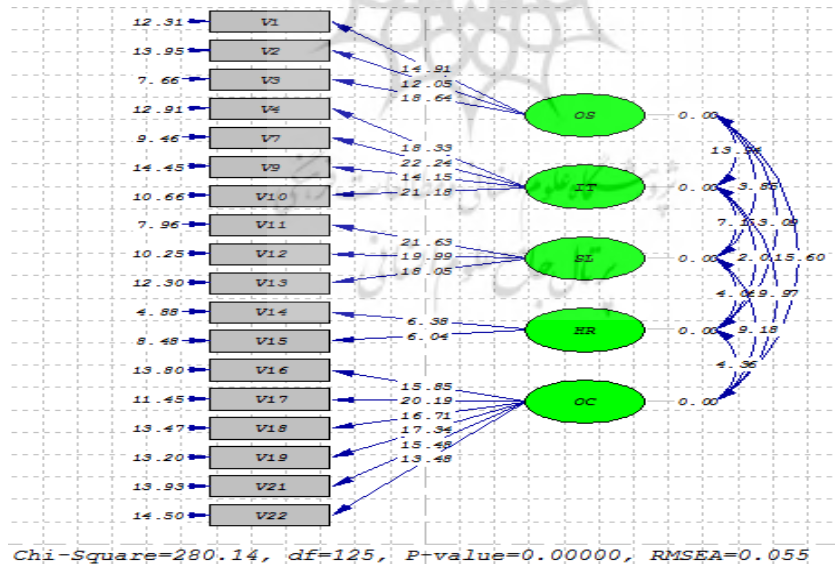 12.31 V1
13.95 V2
7.66 V3
12.91 V4
9.46 V7
14.45 V9
10.66 V10
7.96 V11
10.25 V12
12.30 V13
4.88 V14
8.48 V15
13.80 V16
11.45 V17
13.47 V18
13.20 V19
13.93 V21
14.50 V22
14.91
12.05
18.64
18.33
22.24
14.15
21.18
21.63
19.99
18.05
6.38
6.04
15.85
20.19
16.71
17.34
15.48
13.48
OS 0.00
IT 0.00
SL 0.00
HR 0.00
OC 0.00
13.94
3.85
3.09
15.60
9.97
9.18
4.36
Chi-Square=280.14, df=125, P-value=0.00000, RMSEA=0.055